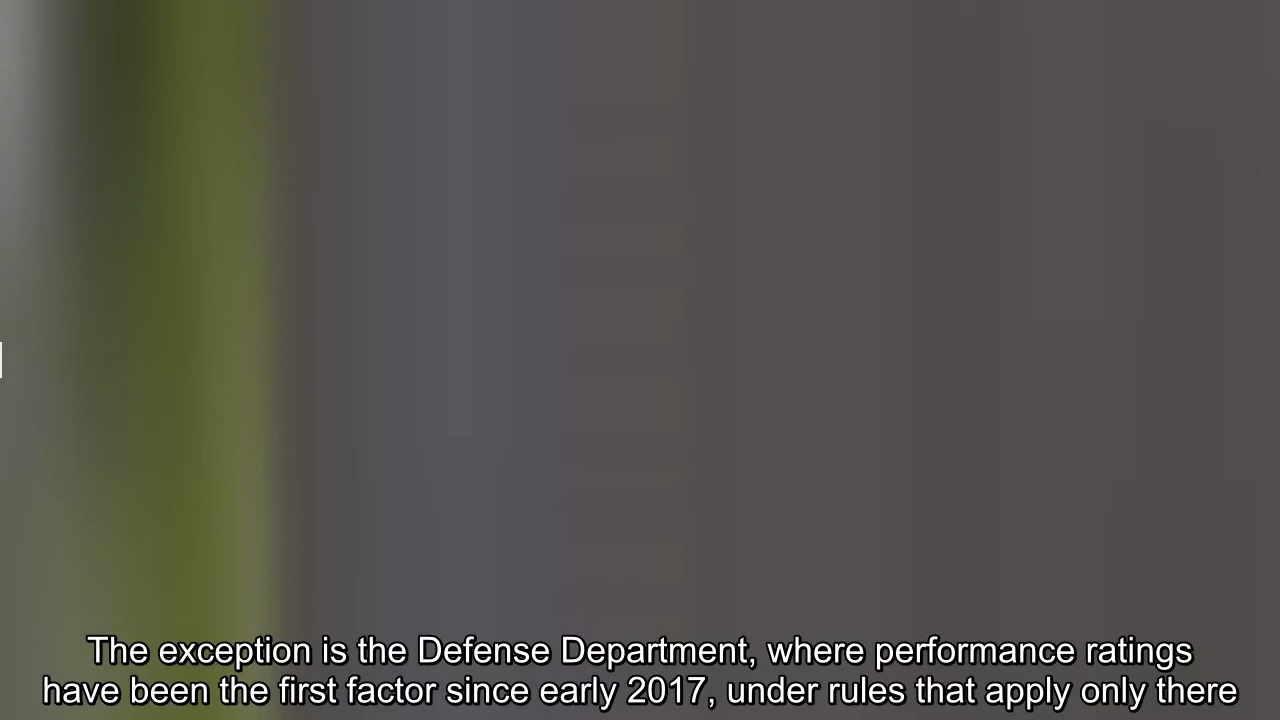 The exception is the Defense Department, where performance ratings
have been the first factor since early 2017, under rules that apply only there